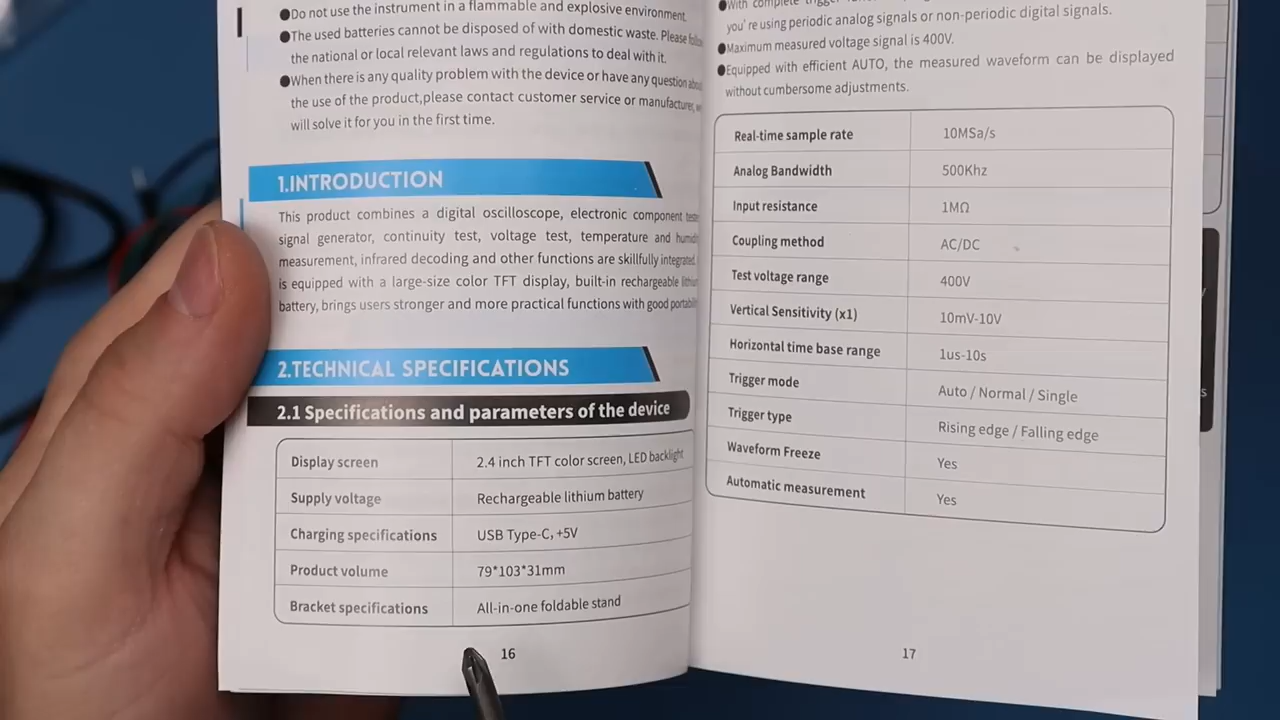 ●Do not use the instrument in a flammable and explosive environment.
●The used batteries cannot be disposed of with domestic waste. Please follow
the national or local relevant laws and regulations to deal with it.
●When there is any quality problem with the device or have any question about
the use of the product,please contact customer service or manufacturer, we
will solve it for you in the first time.
1.INTRODUCTION
This product combines a digital oscilloscope, electronic component
signal generator, continuity test, voltage test, temperature and
measurement, infrared decoding and other functions are skillfully integrated.
is equipped with a large-size color TFT display, built-in rechargeable lithium
battery, brings users stronger and more practical functions with good
2.TECHNICAL SPECIFICATIONS
2.1 Specifications and parameters of the device
Display screen 2.4 inch TFT color screen, LED backlight
Supply voltage Rechargeable lithium battery
Charging specifications USB Type-C, +5V
Product volume 79*103*31mm
Bracket specifications All-in-one foldable stand
16
●With complete trigger
you're using periodic analog signals or non-periodic digital signals.
●Maximum measured voltage signal is 400V.
●Equipped with efficient AUTO, the measured waveform can be displayed
without cumbersome adjustments.
Real-time sample rate 10MSa/s
Analog Bandwidth 500Khz
Input resistance 1MΩ
Coupling method AC/DC
Test voltage range 400V
Vertical Sensitivity (x1) 10mV-10V
Horizontal time base range 1us-10s
Trigger mode Auto / Normal / Single
Trigger type Rising edge / Falling edge
Waveform Freeze Yes
Automatic measurement Yes
17